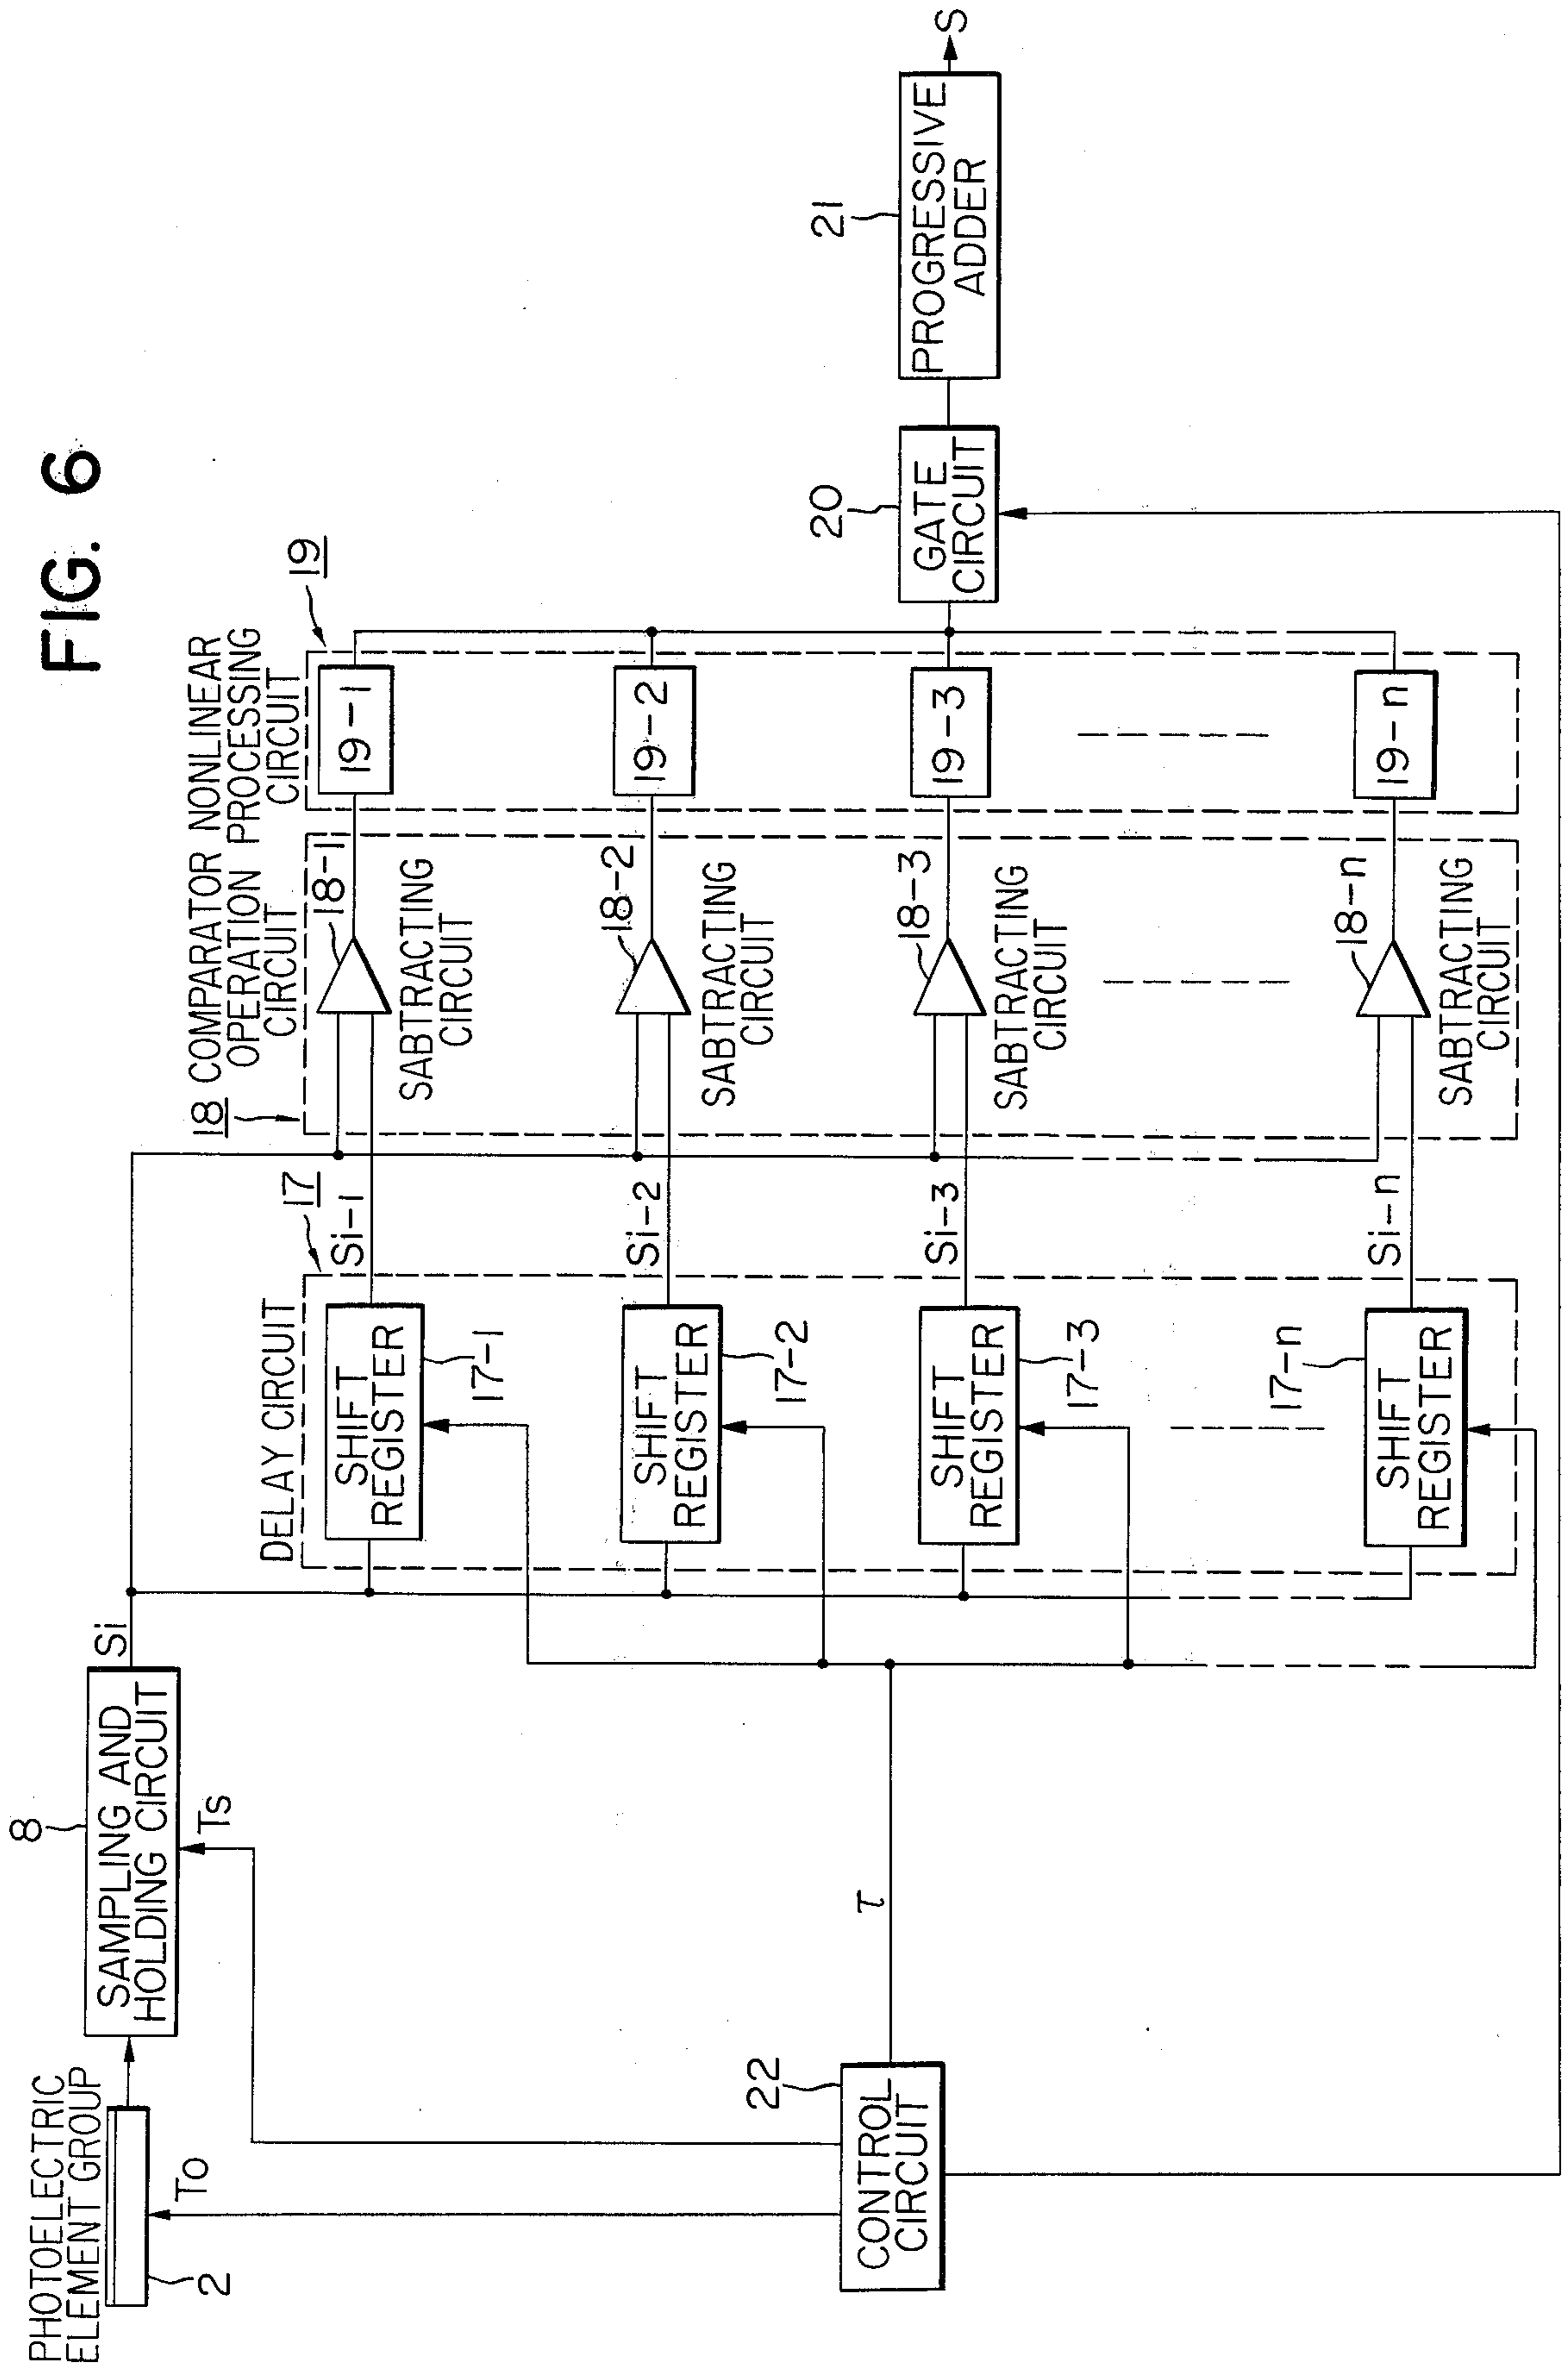 FIG. 6
PHOTOELECTRIC
ELEMENT GROUP
2
To
8
SAMPLING AND
HOLDING CIRCUIT
Ts
Si
22
CONTROL
CIRCUIT
τ
DELAY CIRCUIT
17
SHIFT
REGISTER
17-1
Si-1
SHIFT
REGISTER
17-2
Si-2
SHIFT
REGISTER
17-3
Si-3
SHIFT
REGISTER
17-n
Si-n
18 COMPARATOR
OPERATION
CIRCUIT
18-1
SABTRACTING
CIRCUIT
18-2
SABTRACTING
CIRCUIT
18-3
SABTRACTING
CIRCUIT
18-n
SABTRACTING
CIRCUIT
NONLINEAR
PROCESSING
CIRCUIT
19
19-1
19-2
19-3
19-n
20
GATE
CIRCUIT
21
PROGRESSIVE
ADDER
S